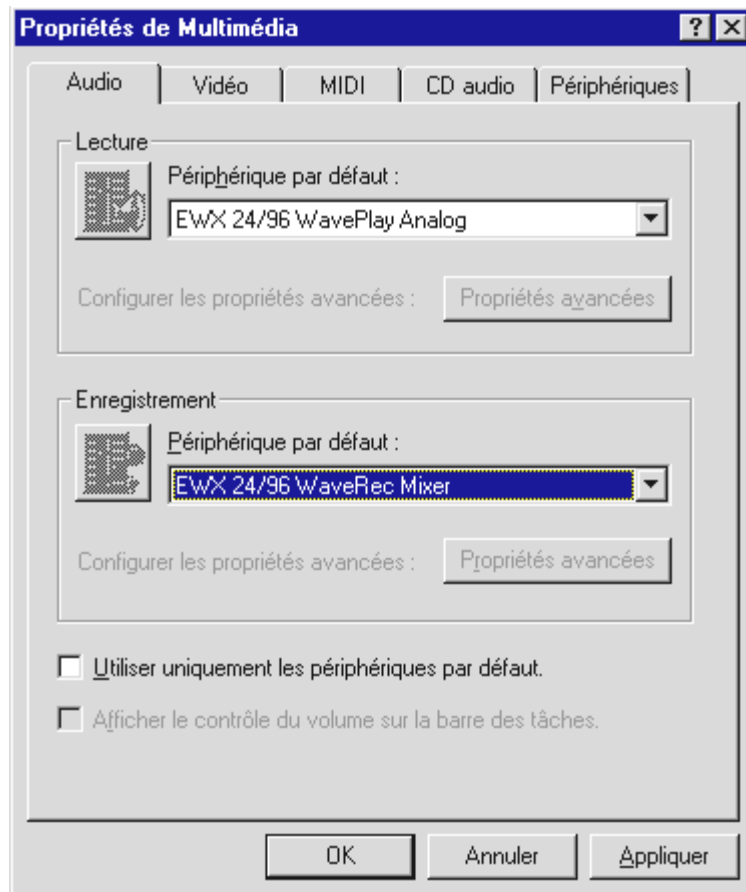 Propriétés de Multimédia
Audio Vidéo MIDI CD audio Périphériques
Lecture
Périphérique par défaut :
EWX 24/96 WavePlay Analog
Configurer les propriétés avancées : Propriétés avancées
Enregistrement
Périphérique par défaut :
EWX 24/96 WaveRec Mixer
Configurer les propriétés avancées : Propriétés avancées
Utiliser uniquement les périphériques par défaut.
Afficher le contrôle du volume sur la barre des tâches.
OK Annuler Appliquer